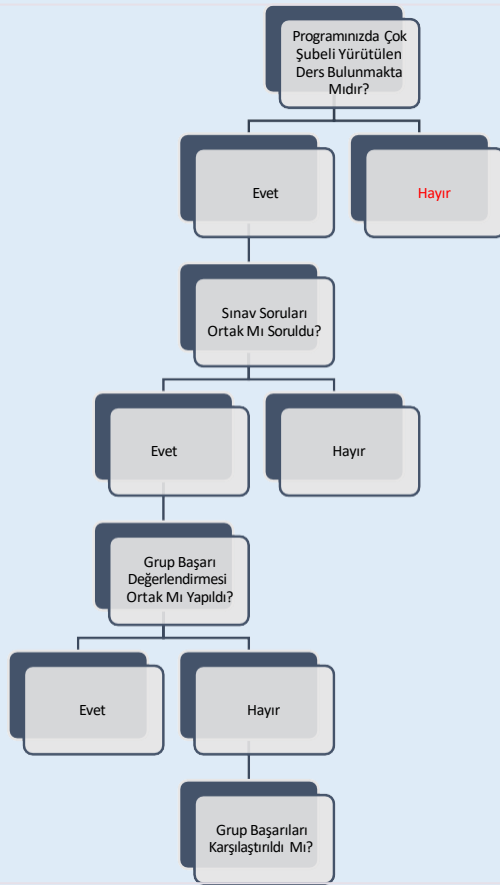 Programınızda Çok
Şubeli Yürütülen
Ders Bulunmakta
Mıdır?
Evet
Hayır
Sınav Soruları
Ortak Mı Soruldu?
Evet
Hayır
Grup Başarı
Değerlendirmesi
Ortak Mı Yapıldı?
Evet
Hayır
Grup Başarıları
Karşılaştırıldı Mı?